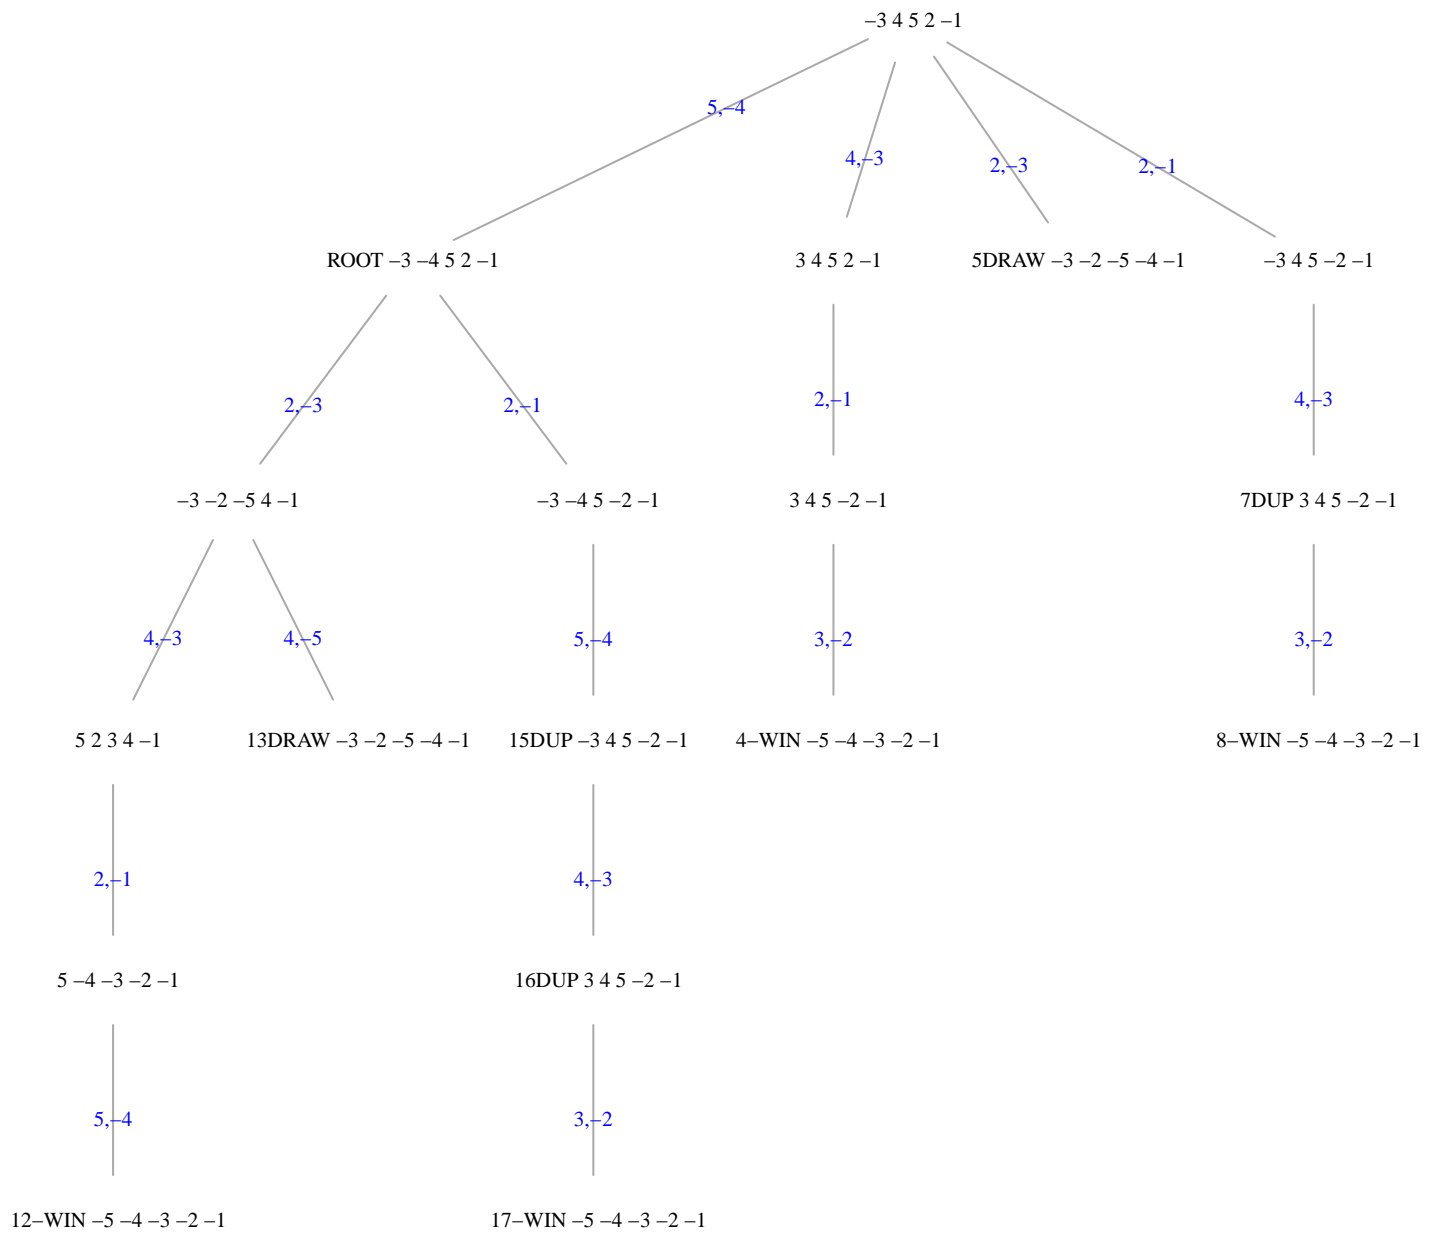 –3 4 5 2 –1
5,–4
4,–3
2,–3
2,–1
ROOT –3 –4 5 2 –1
3 4 5 2 –1
5DRAW –3 –2 –5 –4 –1
–3 4 5 –2 –1
2,–3
2,–1
2,–1
4,–3
–3 –2 –5 4 –1
–3 –4 5 –2 –1
3 4 5 –2 –1
7DUP 3 4 5 –2 –1
4,–3
4,–5
5,–4
3,–2
3,–2
5 2 3 4 –1
13DRAW –3 –2 –5 –4 –1
15DUP –3 4 5 –2 –1
4–WIN –5 –4 –3 –2 –1
8–WIN –5 –4 –3 –2 –1
2,–1
4,–3
5 –4 –3 –2 –1
16DUP 3 4 5 –2 –1
5,–4
3,–2
12–WIN –5 –4 –3 –2 –1
17–WIN –5 –4 –3 –2 –1